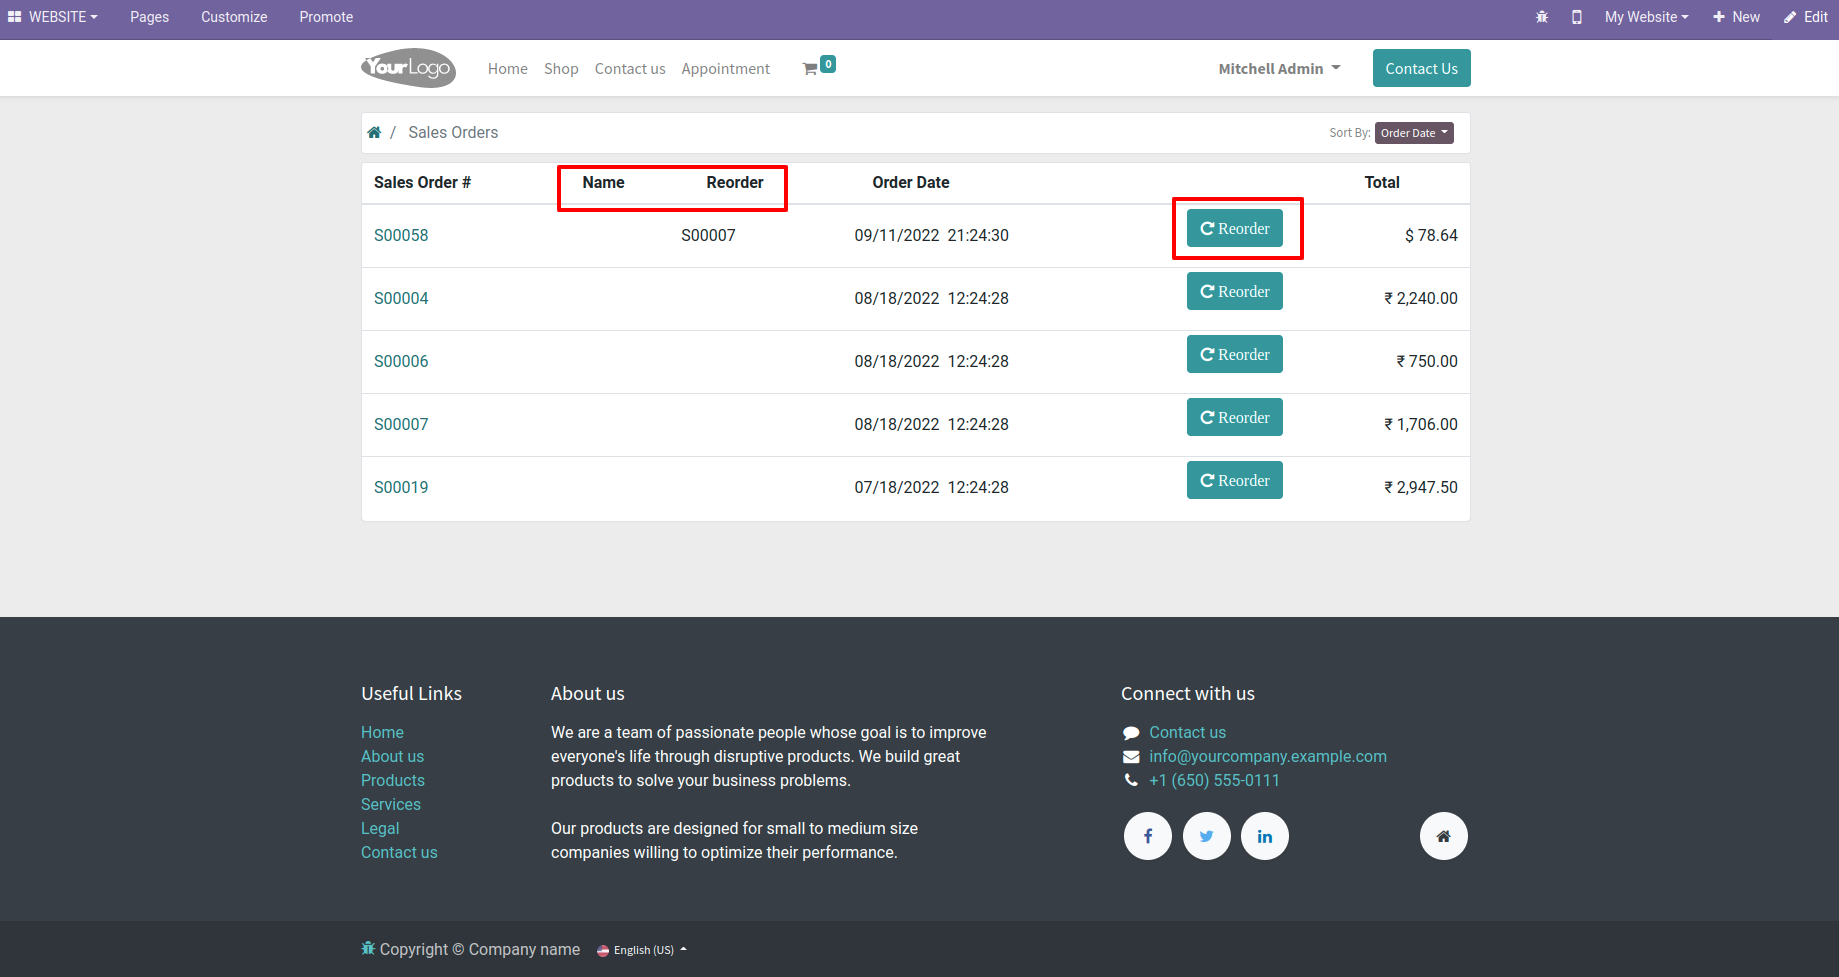 WEBSITE Pages Customize Promote My Website New Edit
YourLogo Home Shop Contact us Appointment 0 Mitchell Admin Contact Us
/ Sales Orders Sort By: Order Date
Sales Order # Name Reorder Order Date Total
S00058 S00007 09/11/2022 21:24:30 Reorder $ 78.64
S00004 08/18/2022 12:24:28 Reorder ₹ 2,240.00
S00006 08/18/2022 12:24:28 Reorder ₹ 750.00
S00007 08/18/2022 12:24:28 Reorder ₹ 1,706.00
S00019 07/18/2022 12:24:28 Reorder ₹ 2,947.50
Useful Links
Home
About us
Products
Services
Legal
Contact us
About us
We are a team of passionate people whose goal is to improve
everyone's life through disruptive products. We build great
products to solve your business problems.
Our products are designed for small to medium size
companies willing to optimize their performance.
Connect with us
Contact us
info@yourcompany.example.com
+1 (650) 555-0111
Copyright © Company name English (US)